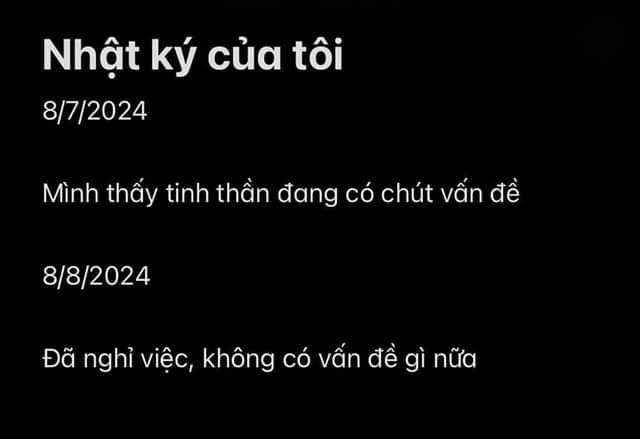 Nhật ký của tôi
8/7/2024
Mình thấy tinh thần đang có chút vấn đề
8/8/2024
Đã nghỉ việc, không có vấn đề gì nữa